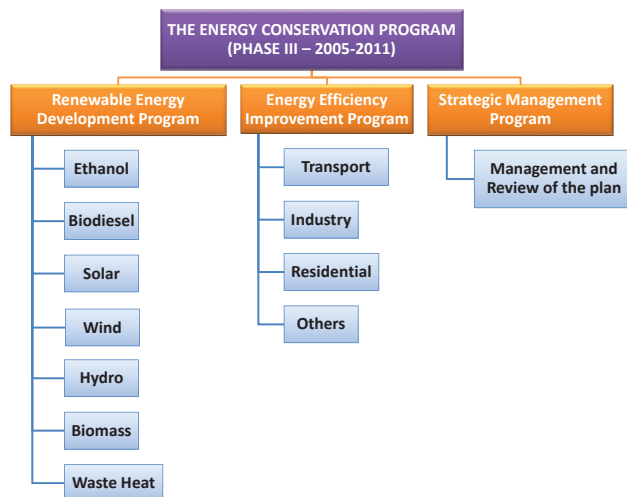 THE ENERGY CONSERVATION PROGRAM
(PHASE III – 2005-2011)
Renewable Energy
Development Program
Energy Efficiency
Improvement Program
Strategic Management
Program
Ethanol
Biodiesel
Solar
Wind
Hydro
Biomass
Waste Heat
Transport
Industry
Residential
Others
Management and
Review of the plan